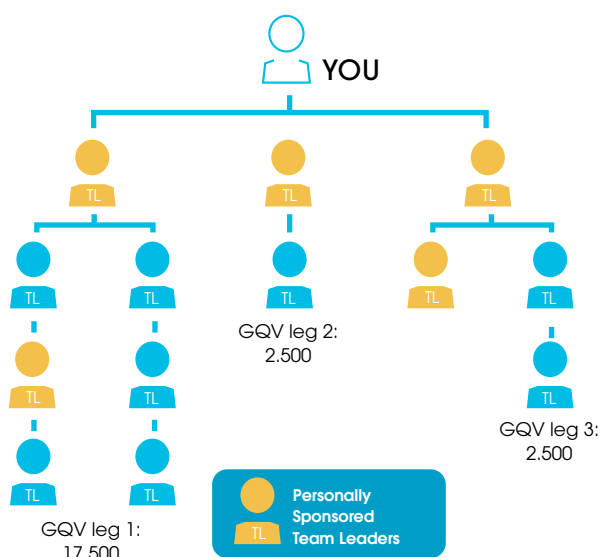 YOU
TL
TL
TL
TL
TL
TL
TL
TL
TL
TL
GQV leg 2:
2.500
TL
TL
GQV leg 3:
2.500
TL
TL
GQV leg 1:
17.500
TL
Personally
Sponsored
Team Leaders